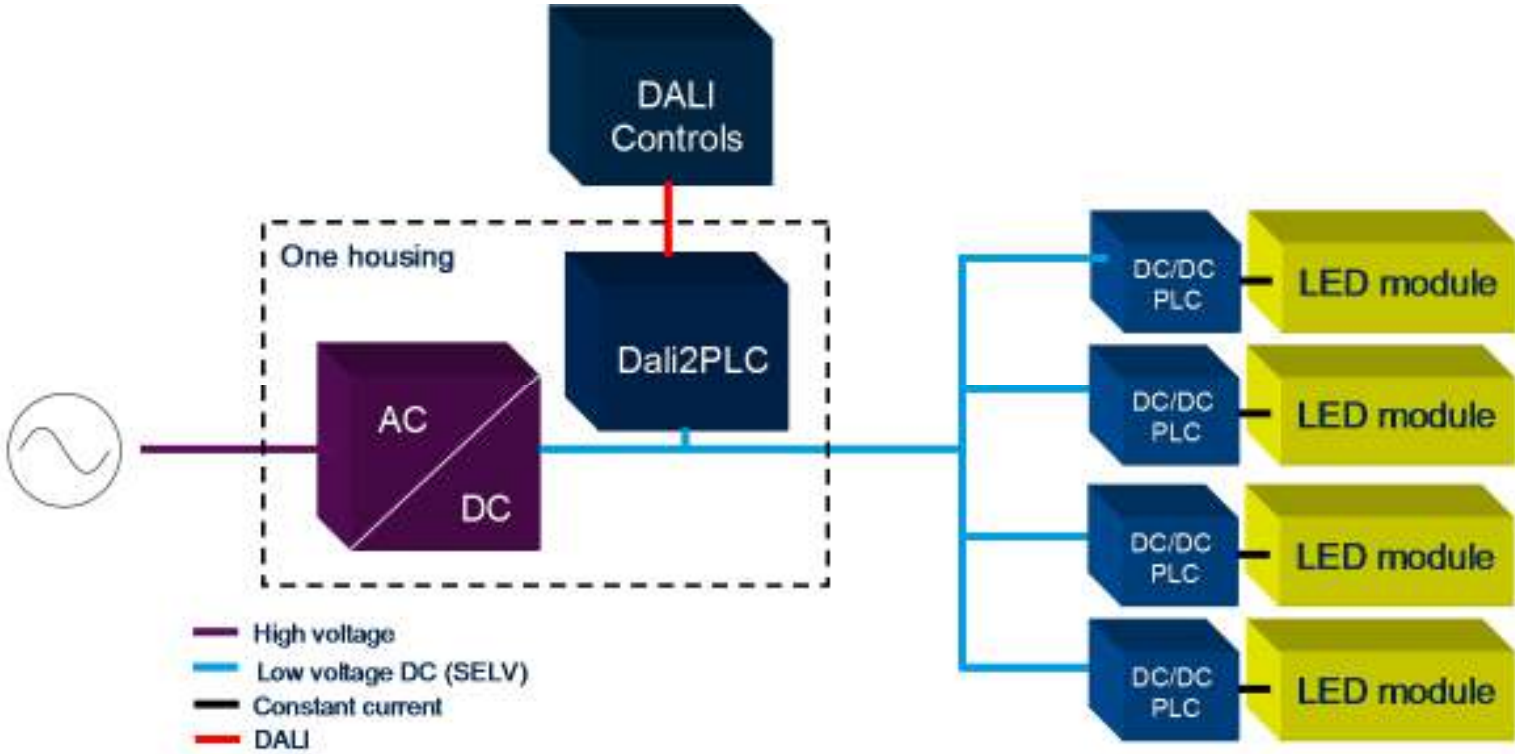 DALI
Controls
One housing
Dali2PLC
AC
DC
DC/DC
PLC
LED module
DC/DC
PLC
LED module
DC/DC
PLC
LED module
DC/DC
PLC
LED module
High voltage
Low voltage DC (SELV)
Constant current
DALI